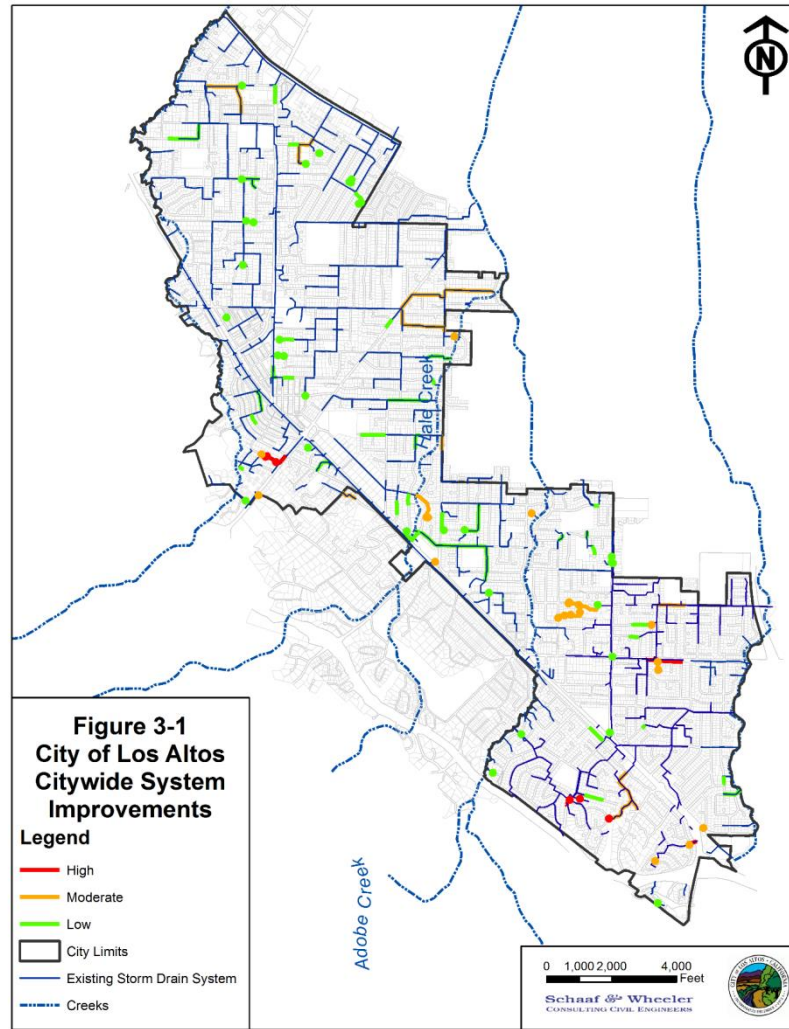 N
Hale Creek
Adobe Creek
Figure 3-1
City of Los Altos
Citywide System
Improvements
Legend
High
Moderate
Low
City Limits
Existing Storm Drain System
Creeks
0 1,000 2,000 4,000
Feet
Schaaf & Wheeler
CONSULTING CIVIL ENGINEERS